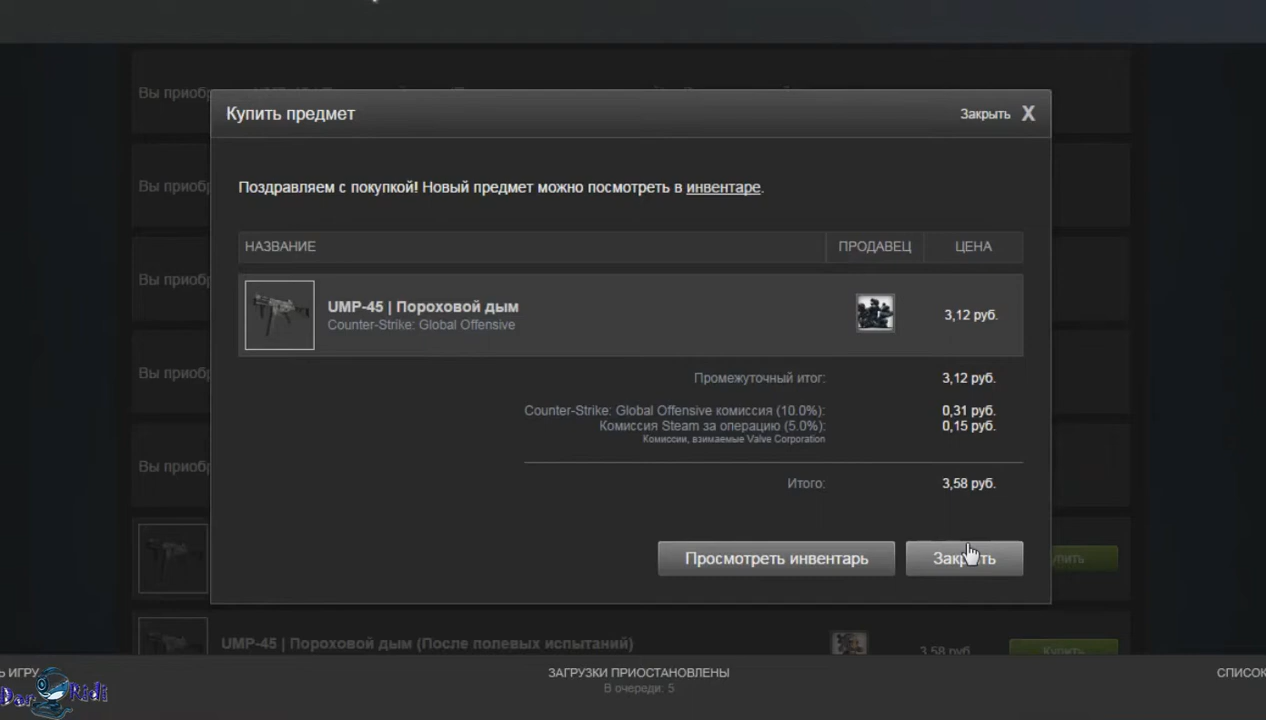 Вы приобр
Купить предмет
Закрыть X
Вы приобр
Поздравляем с покупкой! Новый предмет можно посмотреть в инвентаре.
НАЗВАНИЕ ПРОДАВЕЦ ЦЕНА
Вы приобр
UMP-45 | Пороховой дым
Counter-Strike: Global Offensive
3,12 руб.
Вы приобр
Промежуточный итог: 3,12 руб.
Counter-Strike: Global Offensive комиссия (10.0%): 0,31 руб.
Комиссия Steam за операцию (5.0%): 0,15 руб.
Комиссии, взимаемые Valve Corporation
Вы приобр
Итого: 3,58 руб.
Просмотреть инвентарь Закрыть
упить
UMP-45 | Пороховой дым (После полевых испытаний) 3,58 руб. Купить
Ь ИГРУ ЗАГРУЗКИ ПРИОСТАНОВЛЕНЫ СПИСОК
В очереди: 5
Dar Ridi